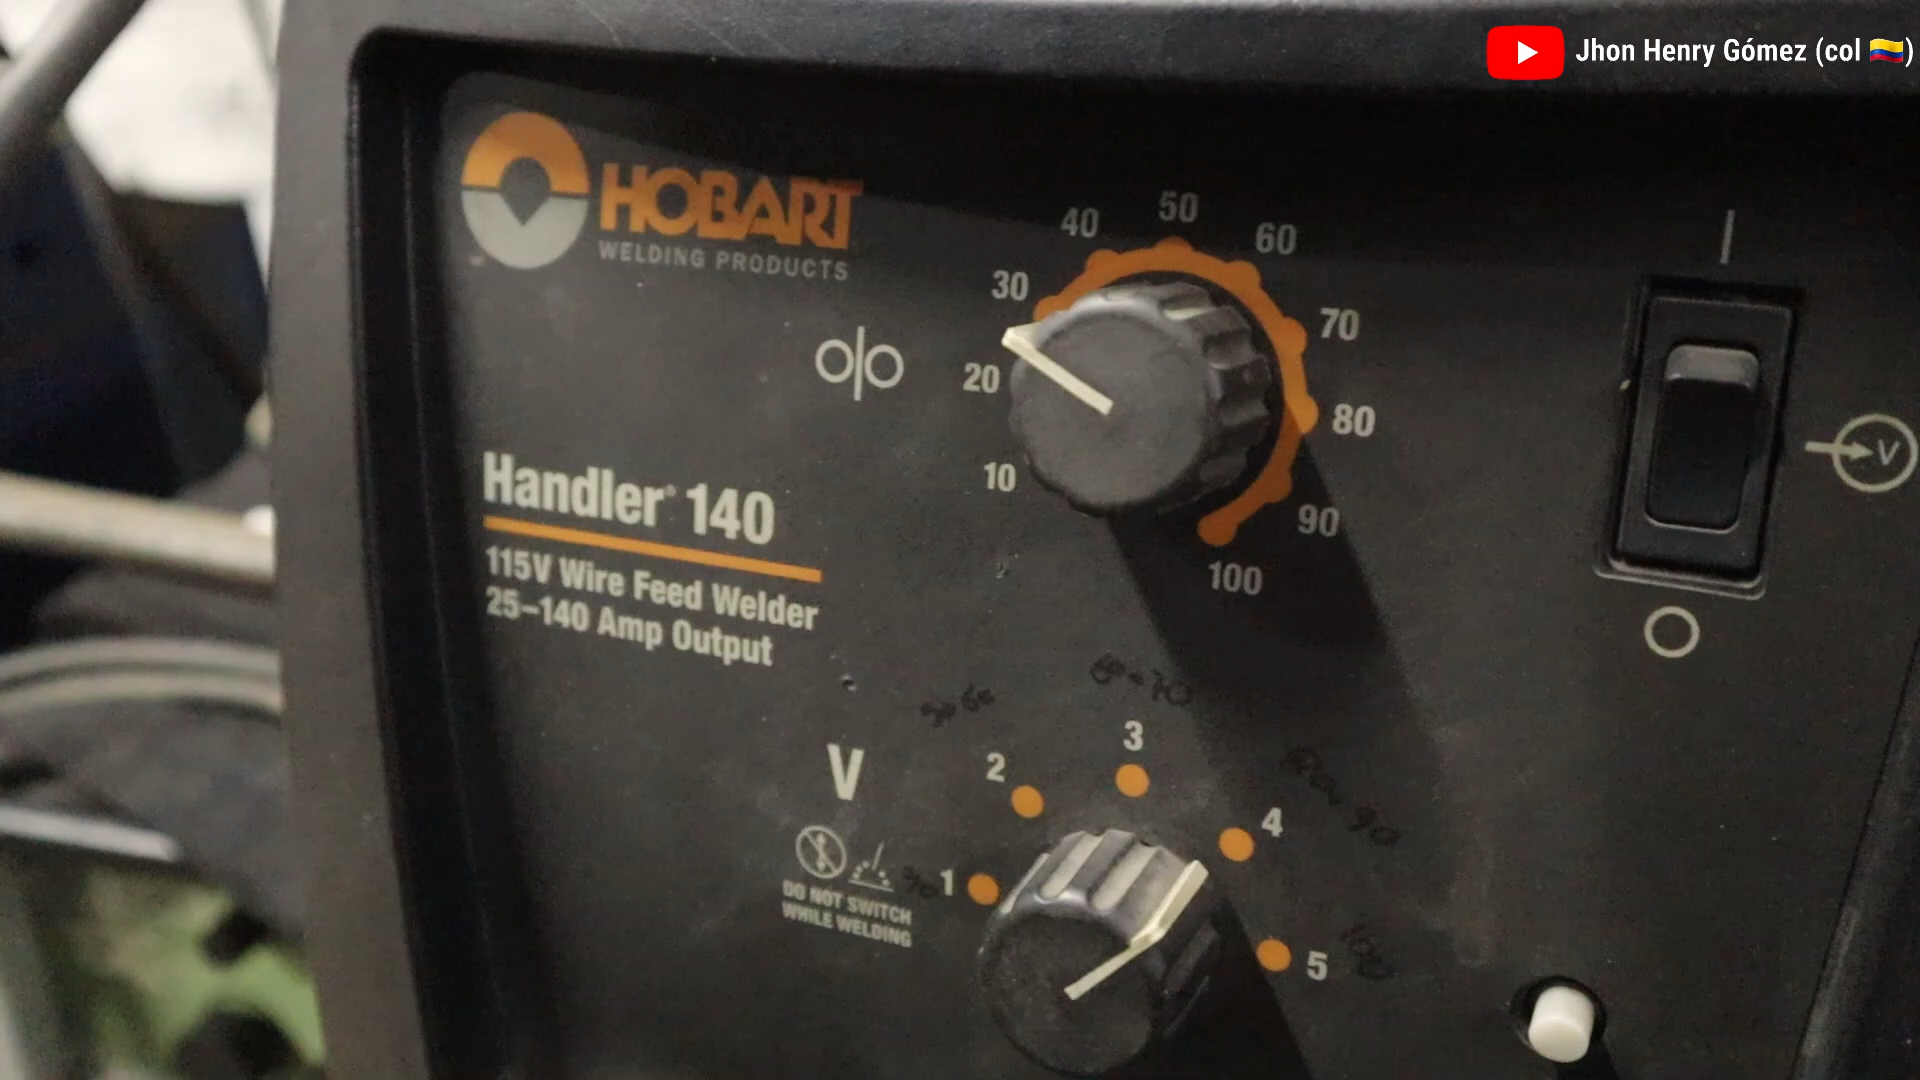 Jhon Henry Gómez (col 🇨🇴)
HOBART
WELDING PRODUCTS
40 50 60
30 70
20 80
10 90
100
Handler® 140
115V Wire Feed Welder
25–140 Amp Output
V
1 2 3 4 5
DO NOT SWITCH
WHILE WELDING
100